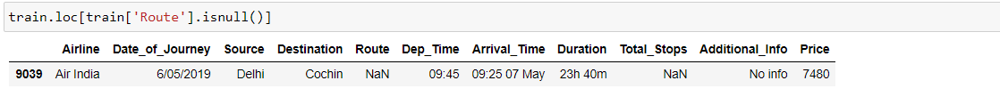 train.loc[train['Route'].isnull()]
Airline Date_of_Journey Source Destination Route Dep_Time Arrival_Time Duration Total_Stops Additional_Info Price
9039 Air India 6/05/2019 Delhi Cochin NaN 09:45 09:25 07 May 23h 40m NaN No info 7480